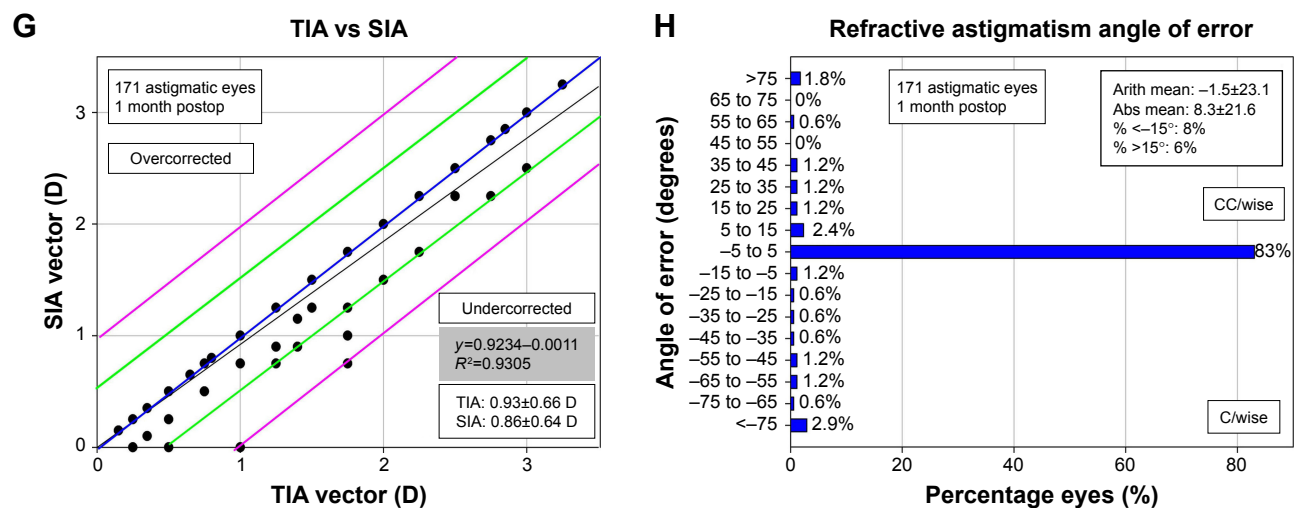 G
TIA vs SIA
171 astigmatic eyes
1 month postop
Overcorrected
Undercorrected
y=0.9234–0.0011
R²=0.9305
TIA: 0.93±0.66 D
SIA: 0.86±0.64 D
SIA vector (D)
3
2
1
0
0 1 2 3
TIA vector (D)
H
Refractive astigmatism angle of error
171 astigmatic eyes
1 month postop
Arith mean: –1.5±23.1
Abs mean: 8.3±21.6
% <–15°: 8%
% >15°: 6%
CC/wise
C/wise
Angle of error (degrees)
>75 1.8%
65 to 75 0%
55 to 65 0.6%
45 to 55 0%
35 to 45 1.2%
25 to 35 1.2%
15 to 25 1.2%
5 to 15 2.4%
–5 to 5 83%
–15 to –5 1.2%
–25 to –15 0.6%
–35 to –25 0.6%
–45 to –35 0.6%
–55 to –45 1.2%
–65 to –55 1.2%
–75 to –65 0.6%
<–75 2.9%
0 20 40 60 80
Percentage eyes (%)